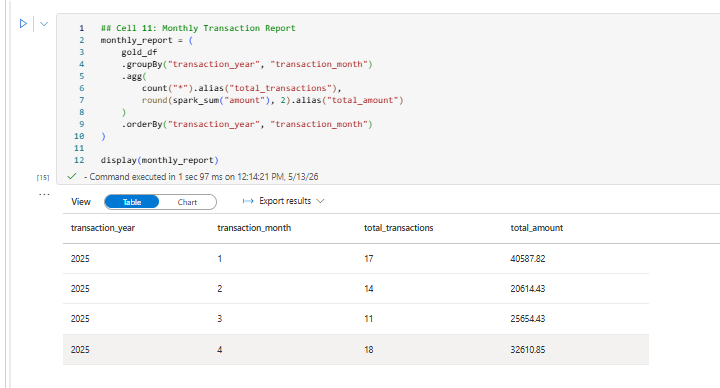 1 ## Cell 11: Monthly Transaction Report
2 monthly_report = (
3     gold_df
4     .groupBy("transaction_year", "transaction_month")
5     .agg(
6         count("*").alias("total_transactions"),
7         round(spark_sum("amount"), 2).alias("total_amount")
8     )
9     .orderBy("transaction_year", "transaction_month")
10 )
11
12 display(monthly_report)
[15] ✓ - Command executed in 1 sec 97 ms on 12:14:21 PM, 5/13/26
... View Table Chart Export results
transaction_year transaction_month total_transactions total_amount
2025 1 17 40587.82
2025 2 14 20614.43
2025 3 11 25654.43
2025 4 18 32610.85